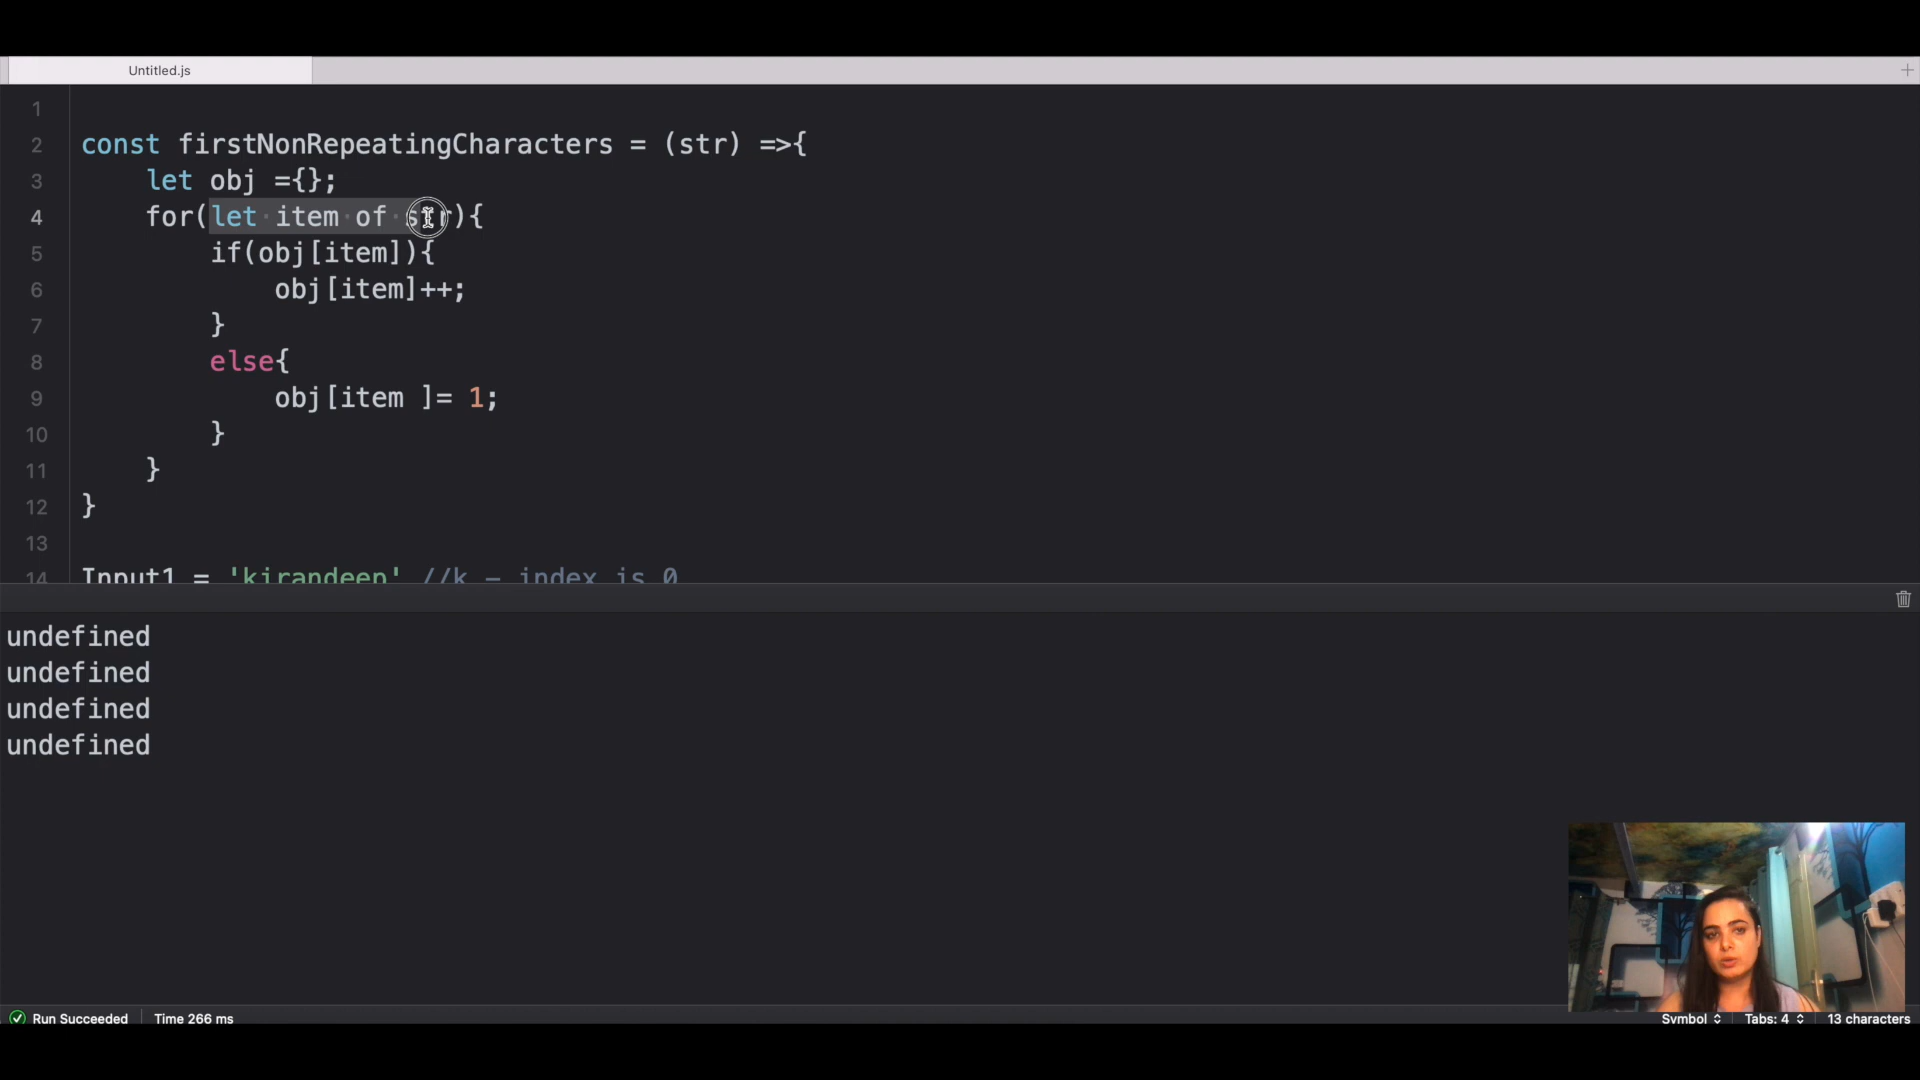 Untitled.js
+
1
2 const firstNonRepeatingCharacters = (str) =>{
3 let obj ={};
4 for(let item of str){
5 if(obj[item]){
6 obj[item]++;
7 }
8 else{
9 obj[item ]= 1;
10 }
11 }
12 }
13
14 Input1 = 'kirandeep' //k - index is 0
undefined
undefined
undefined
undefined
Run Succeeded Time 266 ms Symbol Tabs: 4 13 characters